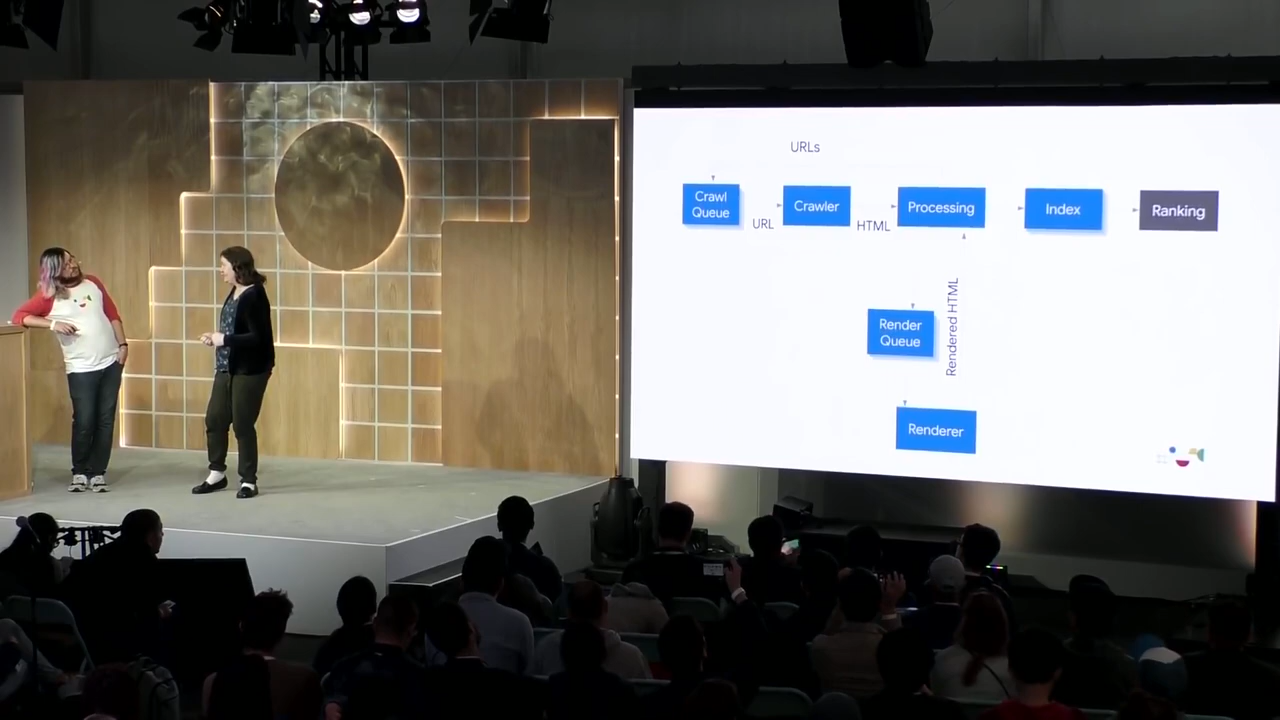 URLs
Crawl
Queue
URL
Crawler
HTML
Processing
Index
Ranking
Render
Queue
Rendered HTML
Renderer